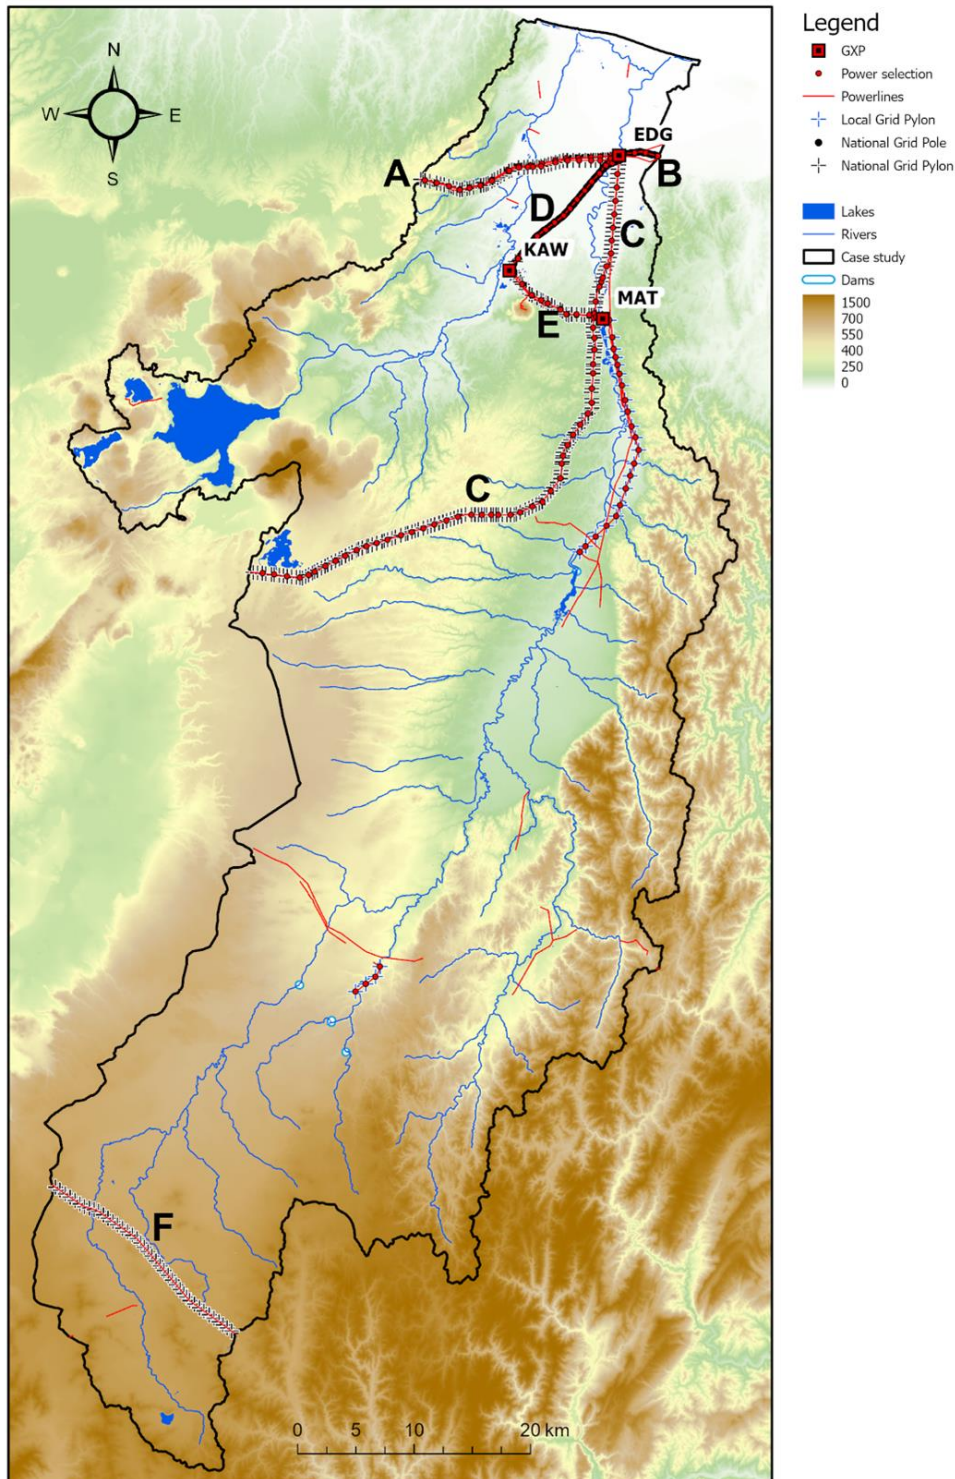 N
W
E
S
A
EDG
B
D
C
KAW
MAT
E
C
F
0 5 10 20 km
Legend
GXP
Power selection
Powerlines
Local Grid Pylon
National Grid Pole
National Grid Pylon
Lakes
Rivers
Case study
Dams
1500
700
550
400
250
0